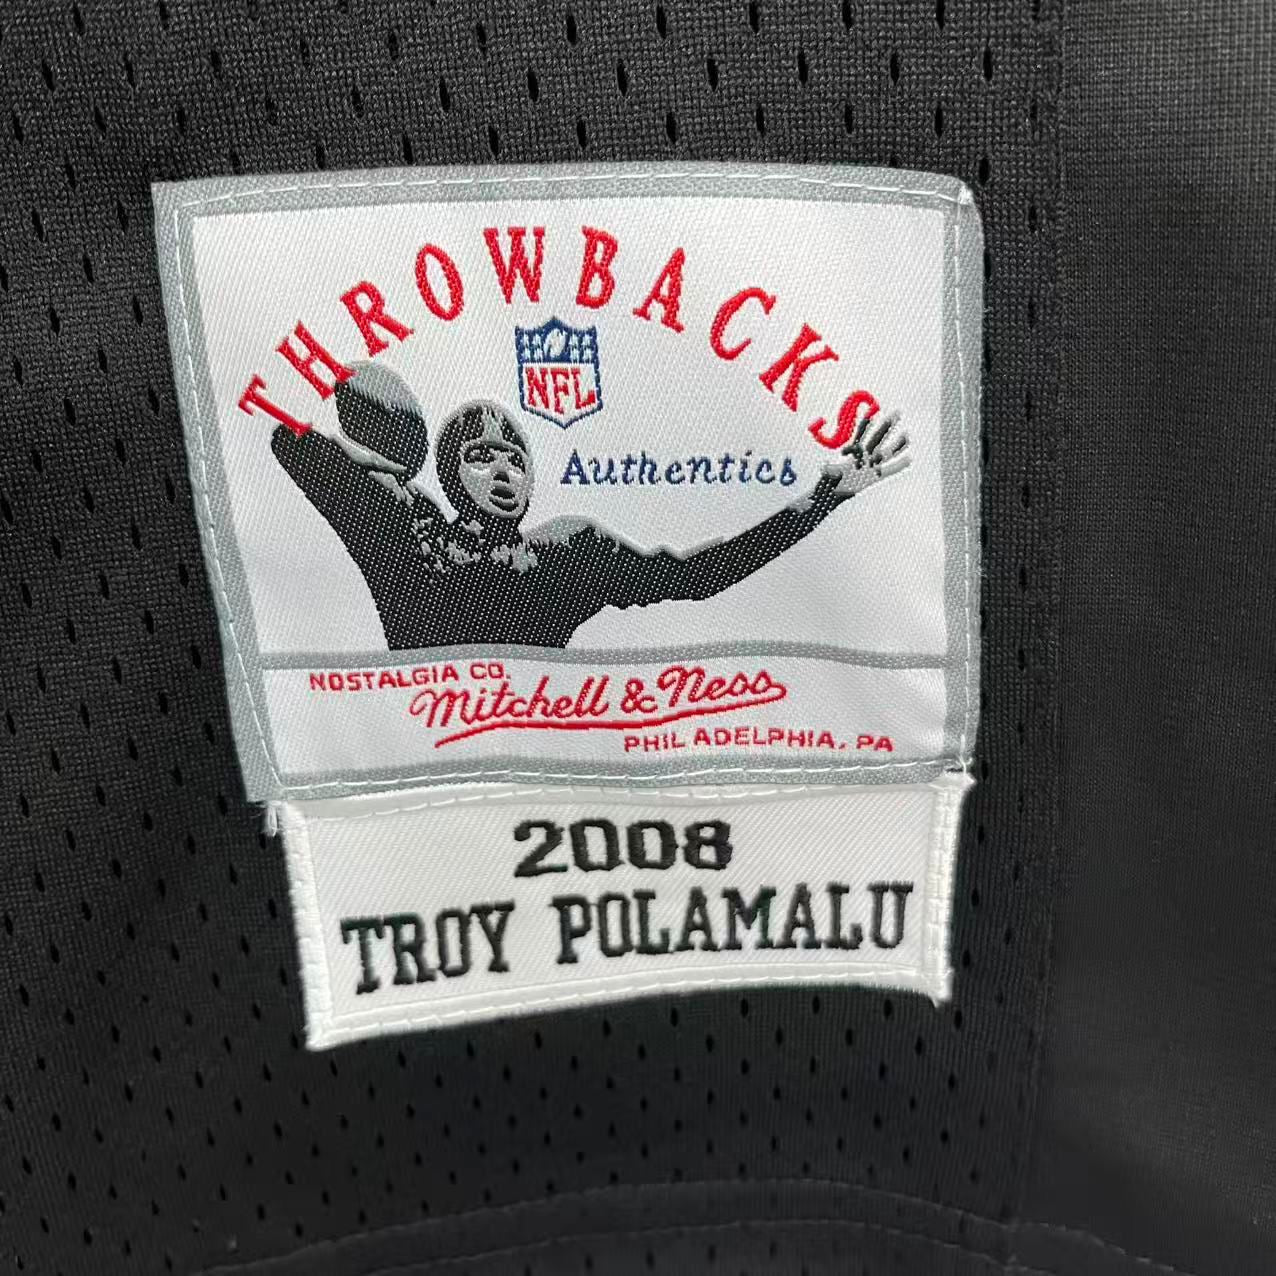 THROWBACKS
NFL
Authentics
NOSTALGIA CO.
Mitchell & Ness
PHILADELPHIA, PA
2008
TROY POLAMALU